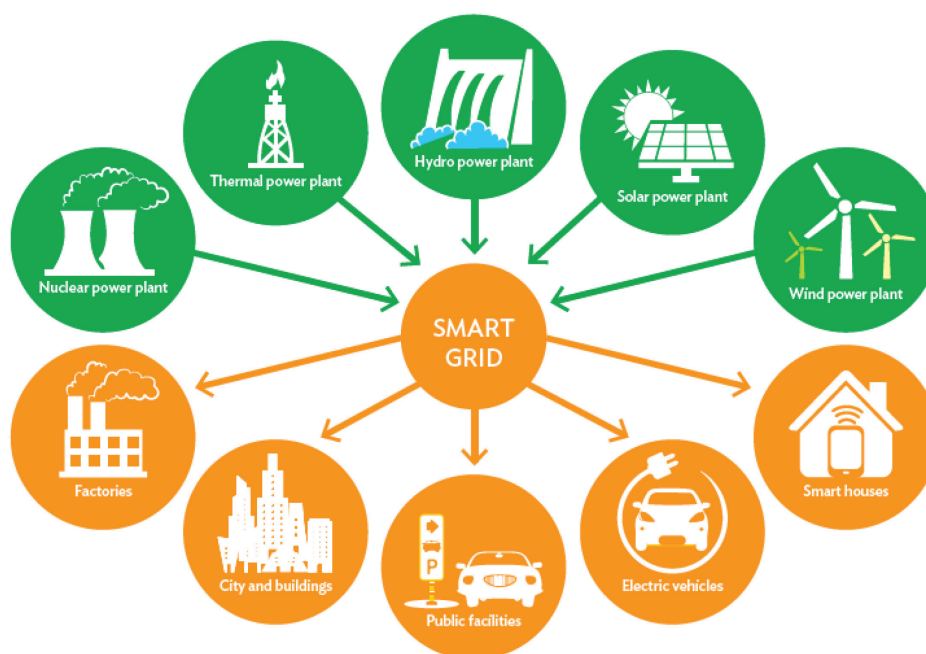 Hydro power plant
Thermal power plant
Solar power plant
Nuclear power plant
Wind power plant
SMART
GRID
Factories
Smart houses
City and buildings
P
Electric vehicles
Public facilities